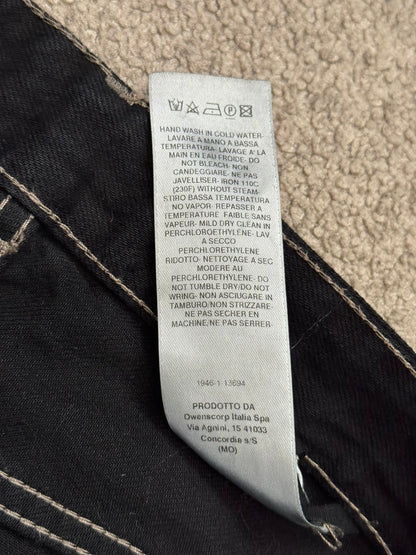 HAND WASH IN COLD WATER-
LAVARE A MANO A BASSA
TEMPERATURA- LAVAGE A´LA
MAIN EN EAU FROIDE- DO
NOT BLEACH- NON
CANDEGGIARE- NE PAS
JAVELLISER- IRON 110C
(230F) WITHOUT STEAM-
STIRO BASSA TEMPERATURA
NO VAPOR- REPASSER A
TEMPERATURE FAIBLE SANS
VAPEUR- MILD DRY CLEAN IN
PERCHLOROETHYLENE- LAV
A SECCO
PERCHLOROETHYLENE
RIDOTTO- NETTOYAGE A SEC
MODERE AU
PERCHLORETHYLENE- DO
NOT TUMBLE DRY/DO NOT
WRING- NON ASCIUGARE IN
TAMBURO/NON STRIZZARE-
NE PAS SECHER EN
MACHINE/NE PAS SERRER-
1946-1-13694
PRODOTTO DA
Owenscorp Italia Spa
Via Agnini, 15 41033
Concordia s/S
(MO)